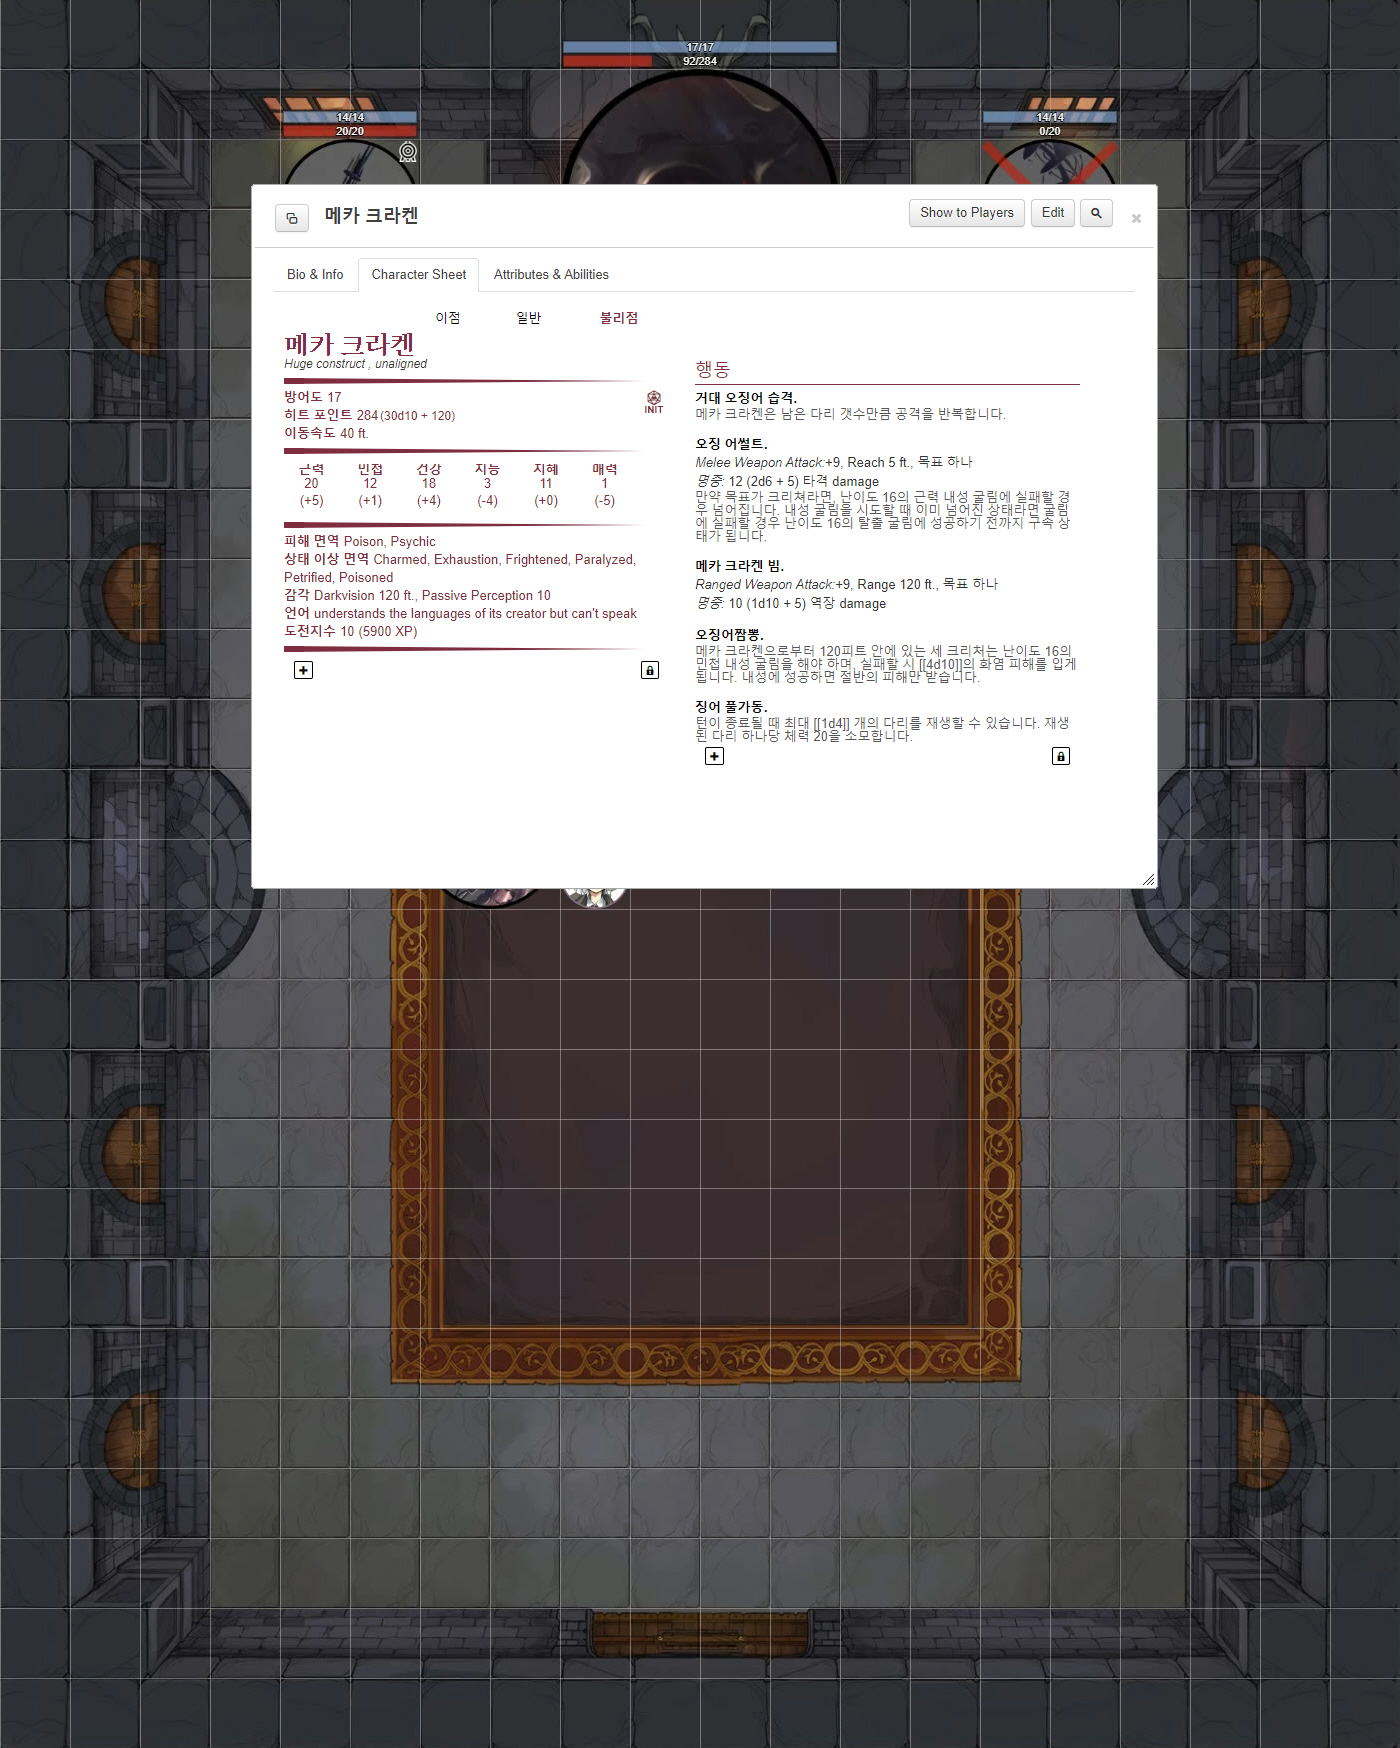 17/17
92/284
14/14
20/20
14/14
0/20
메카 크라켄
Show to Players
Edit
Bio & Info
Character Sheet
Attributes & Abilities
이점
일반
불리점
메카 크라켄
Huge construct , unaligned
방어도 17
히트 포인트 284 (30d10 + 120)
이동속도 40 ft.
INIT
근력 민첩 건강 지능 지혜 매력
20 12 18 3 11 1
(+5) (+1) (+4) (-4) (+0) (-5)
피해 면역 Poison, Psychic
상태 이상 면역 Charmed, Exhaustion, Frightened, Paralyzed,
Petrified, Poisoned
감각 Darkvision 120 ft., Passive Perception 10
언어 understands the languages of its creator but can't speak
도전지수 10 (5900 XP)
행동
거대 오징어 습격.
메카 크라켄은 남은 다리 갯수만큼 공격을 반복합니다.
오징 어썰트.
Melee Weapon Attack:+9, Reach 5 ft., 목표 하나
명중: 12 (2d6 + 5) 타격 damage
만약 목표가 크리쳐라면, 난이도 16의 근력 내성 굴림에 실패할 경
우 넘어집니다. 내성 굴림을 시도할 때 이미 넘어진 상태라면 굴림
에 실패할 경우 난이도 16의 탈출 굴림에 성공하기 전까지 구속 상
태가 됩니다.
메카 크라켄 빔.
Ranged Weapon Attack:+9, Range 120 ft., 목표 하나
명중: 10 (1d10 + 5) 역장 damage
오징어짬뽕.
메카 크라켄으로부터 120피트 안에 있는 세 크리처는 난이도 16의
민첩 내성 굴림을 해야 하며, 실패할 시 [[4d10]]의 화염 피해를 입게
됩니다. 내성에 성공하면 절반의 피해만 받습니다.
징어 풀가동.
턴이 종료될 때 최대 [[1d4]] 개의 다리를 재생할 수 있습니다. 재생
된 다리 하나당 체력 20을 소모합니다.